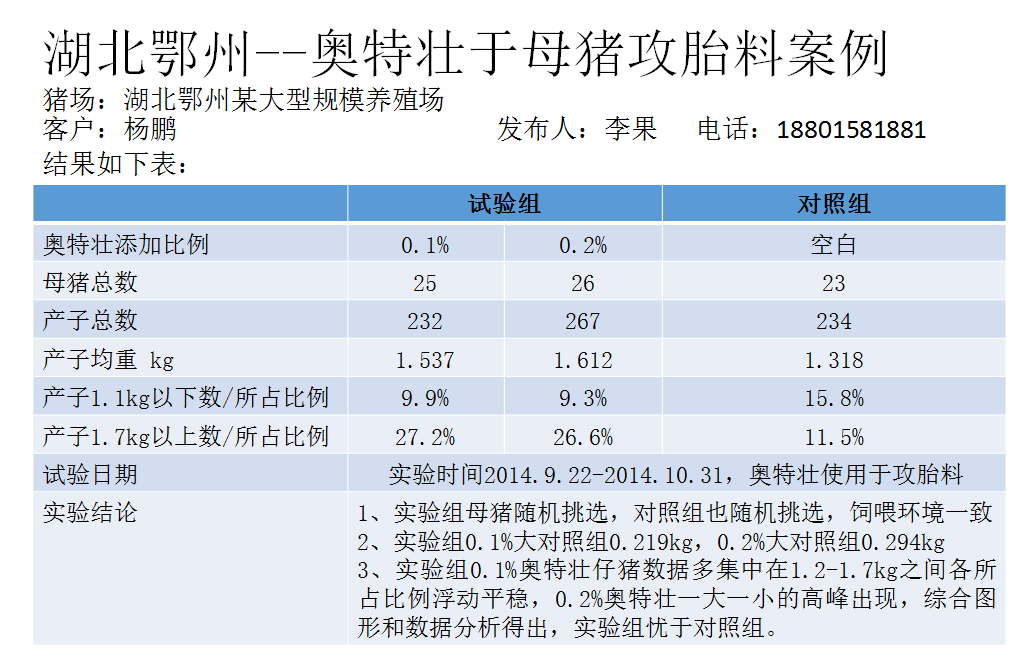 湖北鄂州--奥特壮于母猪攻胎料案例
猪场：湖北鄂州某大型规模养殖场
客户：杨鹏 发布人：李果 电话：18801581881
结果如下表：
试验组 对照组
奥特壮添加比例 0.1% 0.2% 空白
母猪总数 25 26 23
产子总数 232 267 234
产子均重 kg 1.537 1.612 1.318
产子1.1kg以下数/所占比例 9.9% 9.3% 15.8%
产子1.7kg以上数/所占比例 27.2% 26.6% 11.5%
试验日期 实验时间2014.9.22-2014.10.31，奥特壮使用于攻胎料
实验结论 1、实验组母猪随机挑选，对照组也随机挑选，饲喂环境一致
2、实验组0.1%大对照组0.219kg，0.2%大对照组0.294kg
3、实验组0.1%奥特壮仔猪数据多集中在1.2-1.7kg之间各所
占比例浮动平稳，0.2%奥特壮一大一小的高峰出现，综合图
形和数据分析得出，实验组忧于对照组。